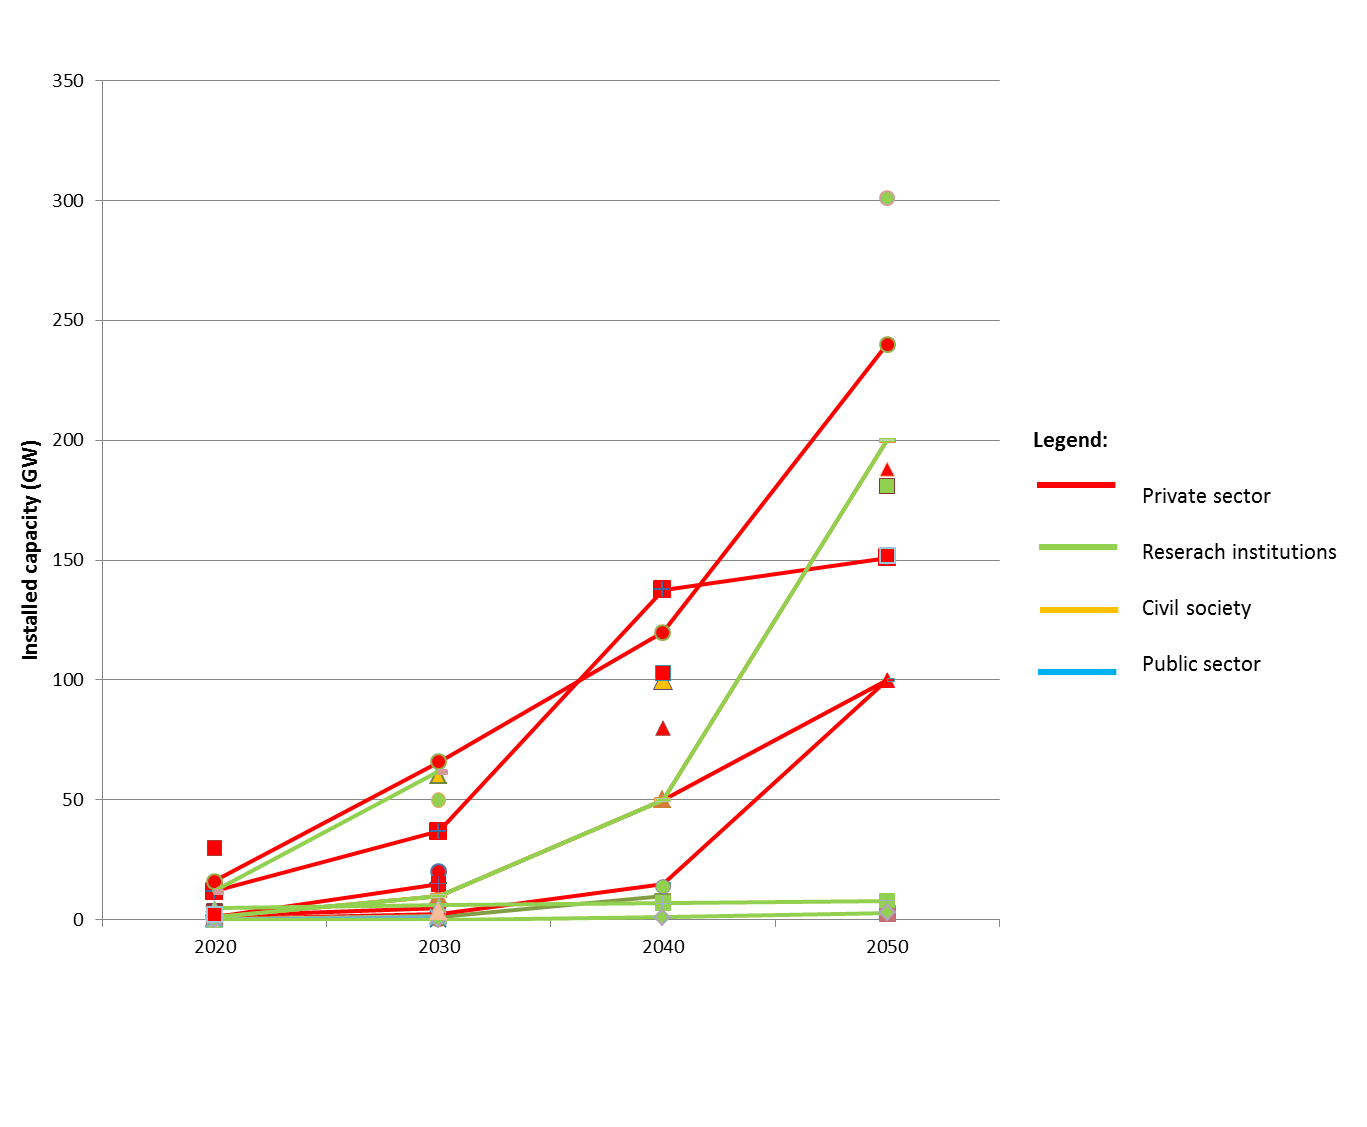 350
300
250
200
150
100
50
0
Installed capacity (GW)
2020
2030
2040
2050
Legend:
Private sector
Reserach institutions
Civil society
Public sector